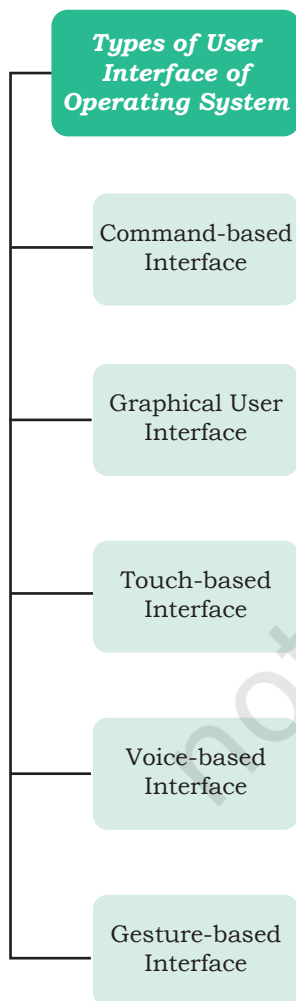 Types of User
Interface of
Operating System
Command-based
Interface
Graphical User
Interface
Touch-based
Interface
not
Voice-based
Interface
Gesture-based
Interface